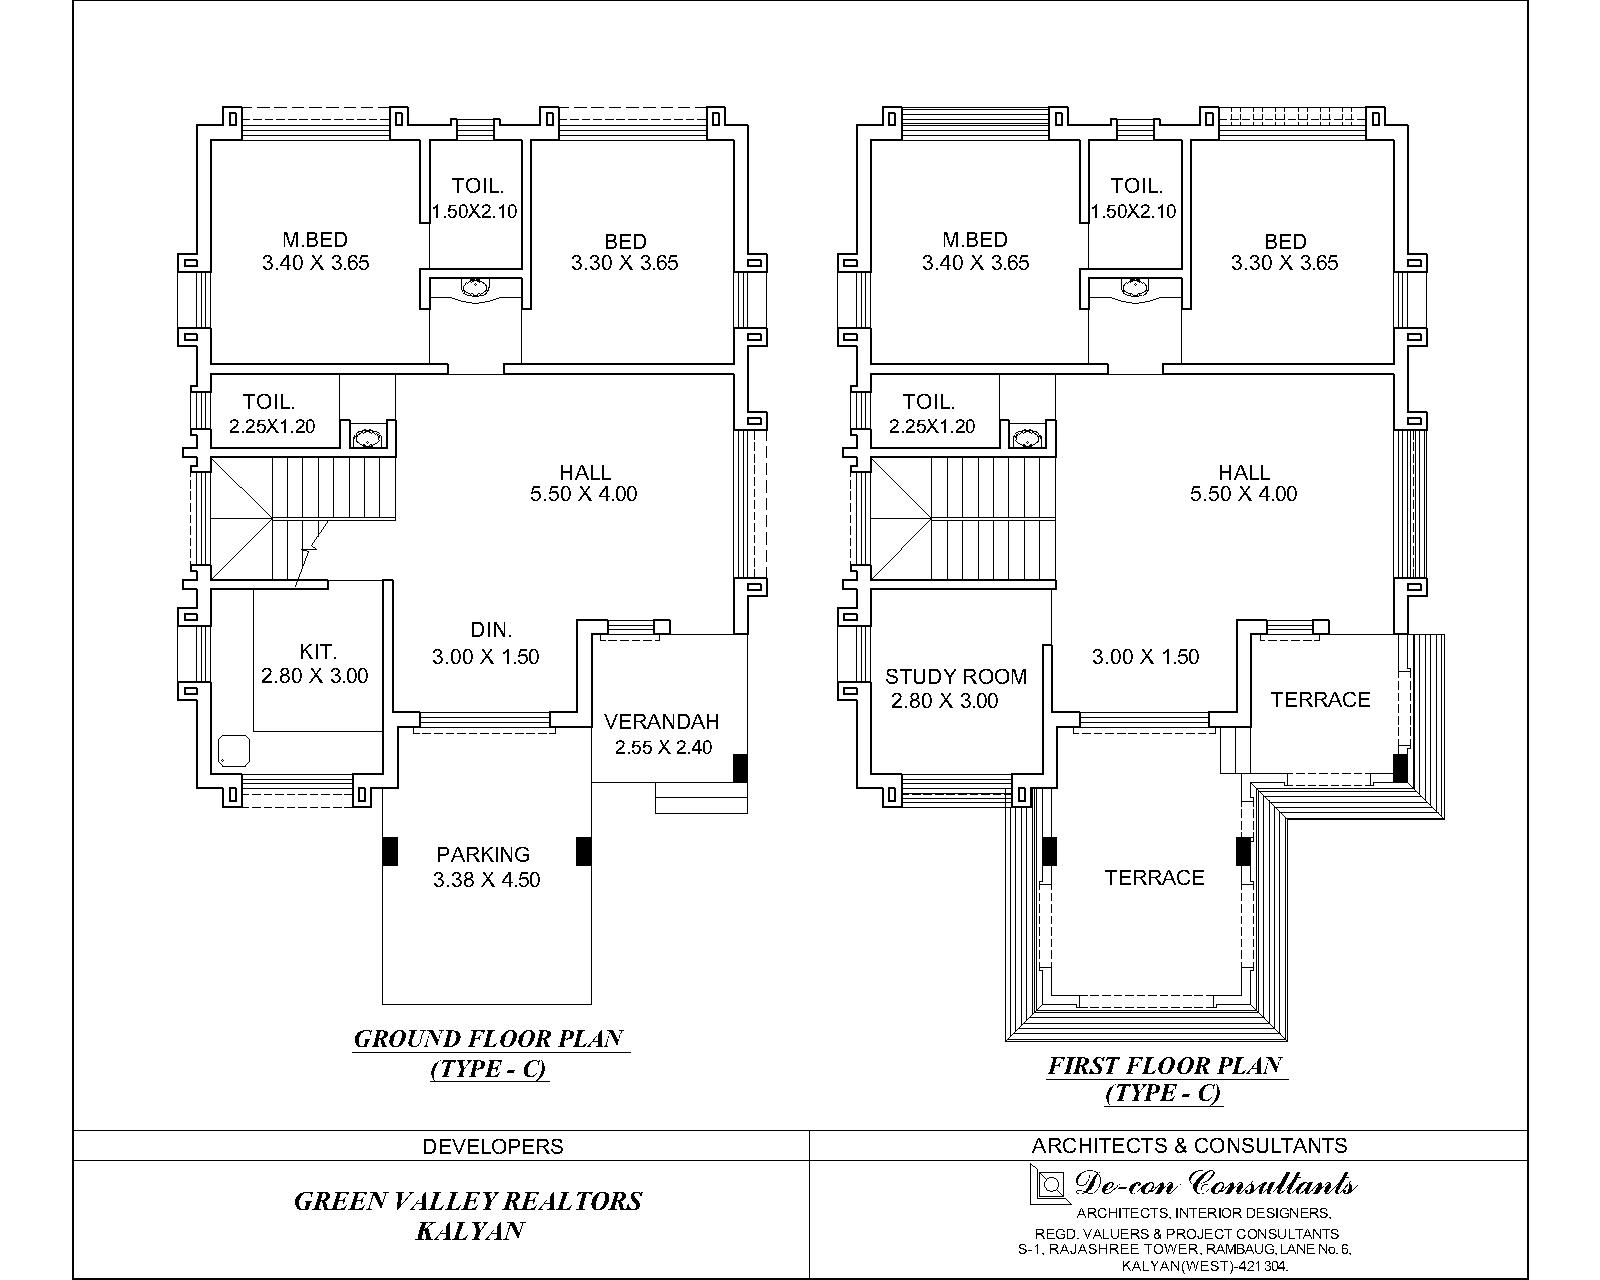 TOIL.
1.50X2.10
M.BED
3.40 X 3.65
BED
3.30 X 3.65
TOIL.
2.25X1.20
HALL
5.50 X 4.00
DIN.
3.00 X 1.50
KIT.
2.80 X 3.00
VERANDAH
2.55 X 2.40
PARKING
3.38 X 4.50
GROUND FLOOR PLAN
(TYPE - C)
TOIL.
1.50X2.10
M.BED
3.40 X 3.65
BED
3.30 X 3.65
TOIL.
2.25X1.20
HALL
5.50 X 4.00
3.00 X 1.50
STUDY ROOM
2.80 X 3.00
TERRACE
TERRACE
FIRST FLOOR PLAN
(TYPE - C)
DEVELOPERS
GREEN VALLEY REALTORS
KALYAN
ARCHITECTS & CONSULTANTS
De-con Consultants
ARCHITECTS, INTERIOR DESIGNERS,
REGD. VALUERS & PROJECT CONSULTANTS
S-1, RAJASHREE TOWER, RAMBAUG, LANE No. 6,
KALYAN(WEST)-421 304.